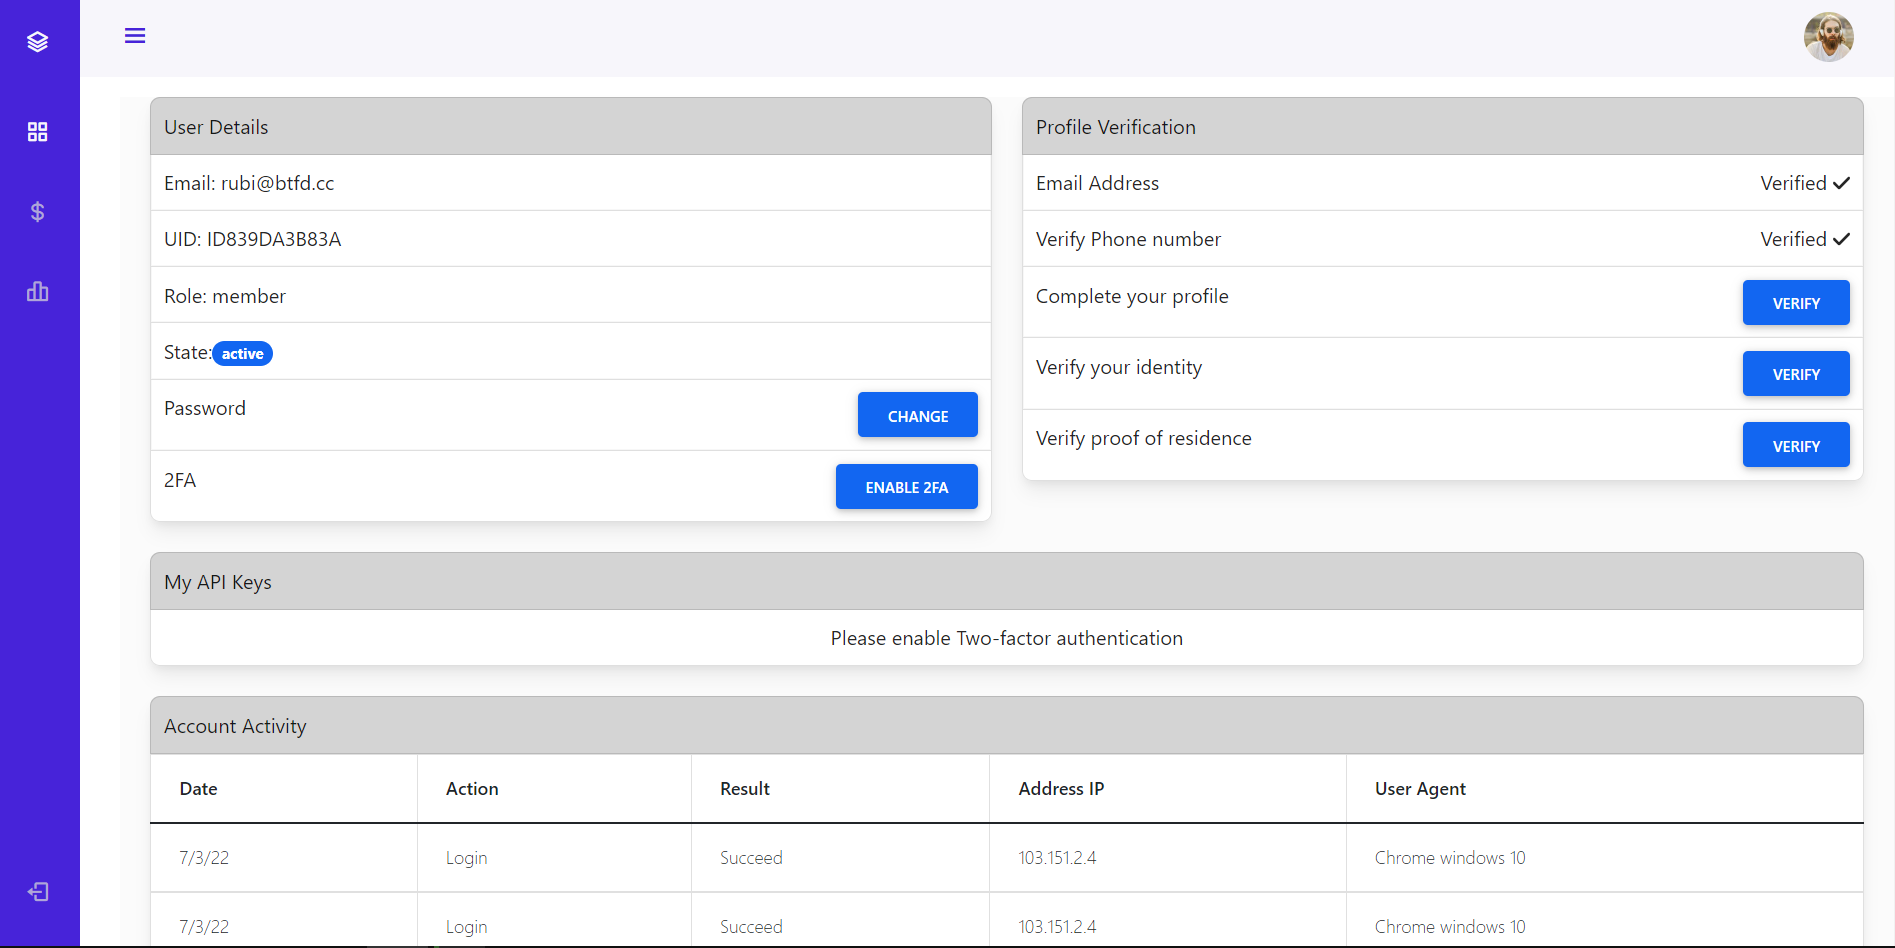 User Details
Email: rubi@btfd.cc
UID: ID839DA3B83A
Role: member
State: active
Password
CHANGE
2FA
ENABLE 2FA
Profile Verification
Email Address
Verified
Verify Phone number
Verified
Complete your profile
VERIFY
Verify your identity
VERIFY
Verify proof of residence
VERIFY
My API Keys
Please enable Two-factor authentication
Account Activity
Date Action Result Address IP User Agent
7/3/22 Login Succeed 103.151.2.4 Chrome windows 10
7/3/22 Login Succeed 103.151.2.4 Chrome windows 10